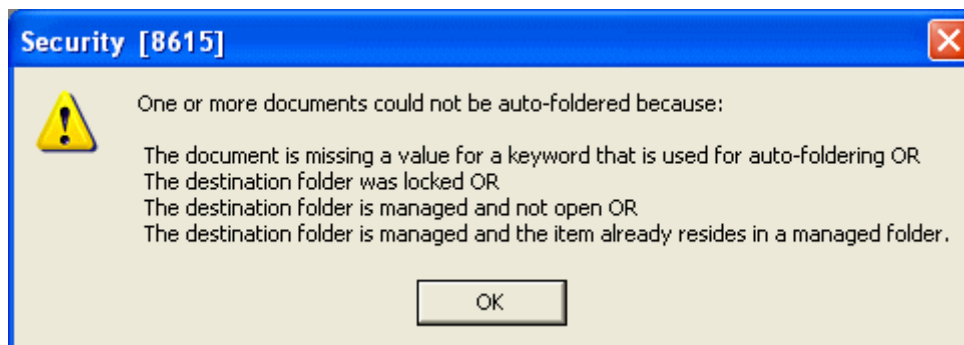 Security [8615]
One or more documents could not be auto-foldered because:
The document is missing a value for a keyword that is used for auto-foldering OR
The destination folder was locked OR
The destination folder is managed and not open OR
The destination folder is managed and the item already resides in a managed folder.
OK